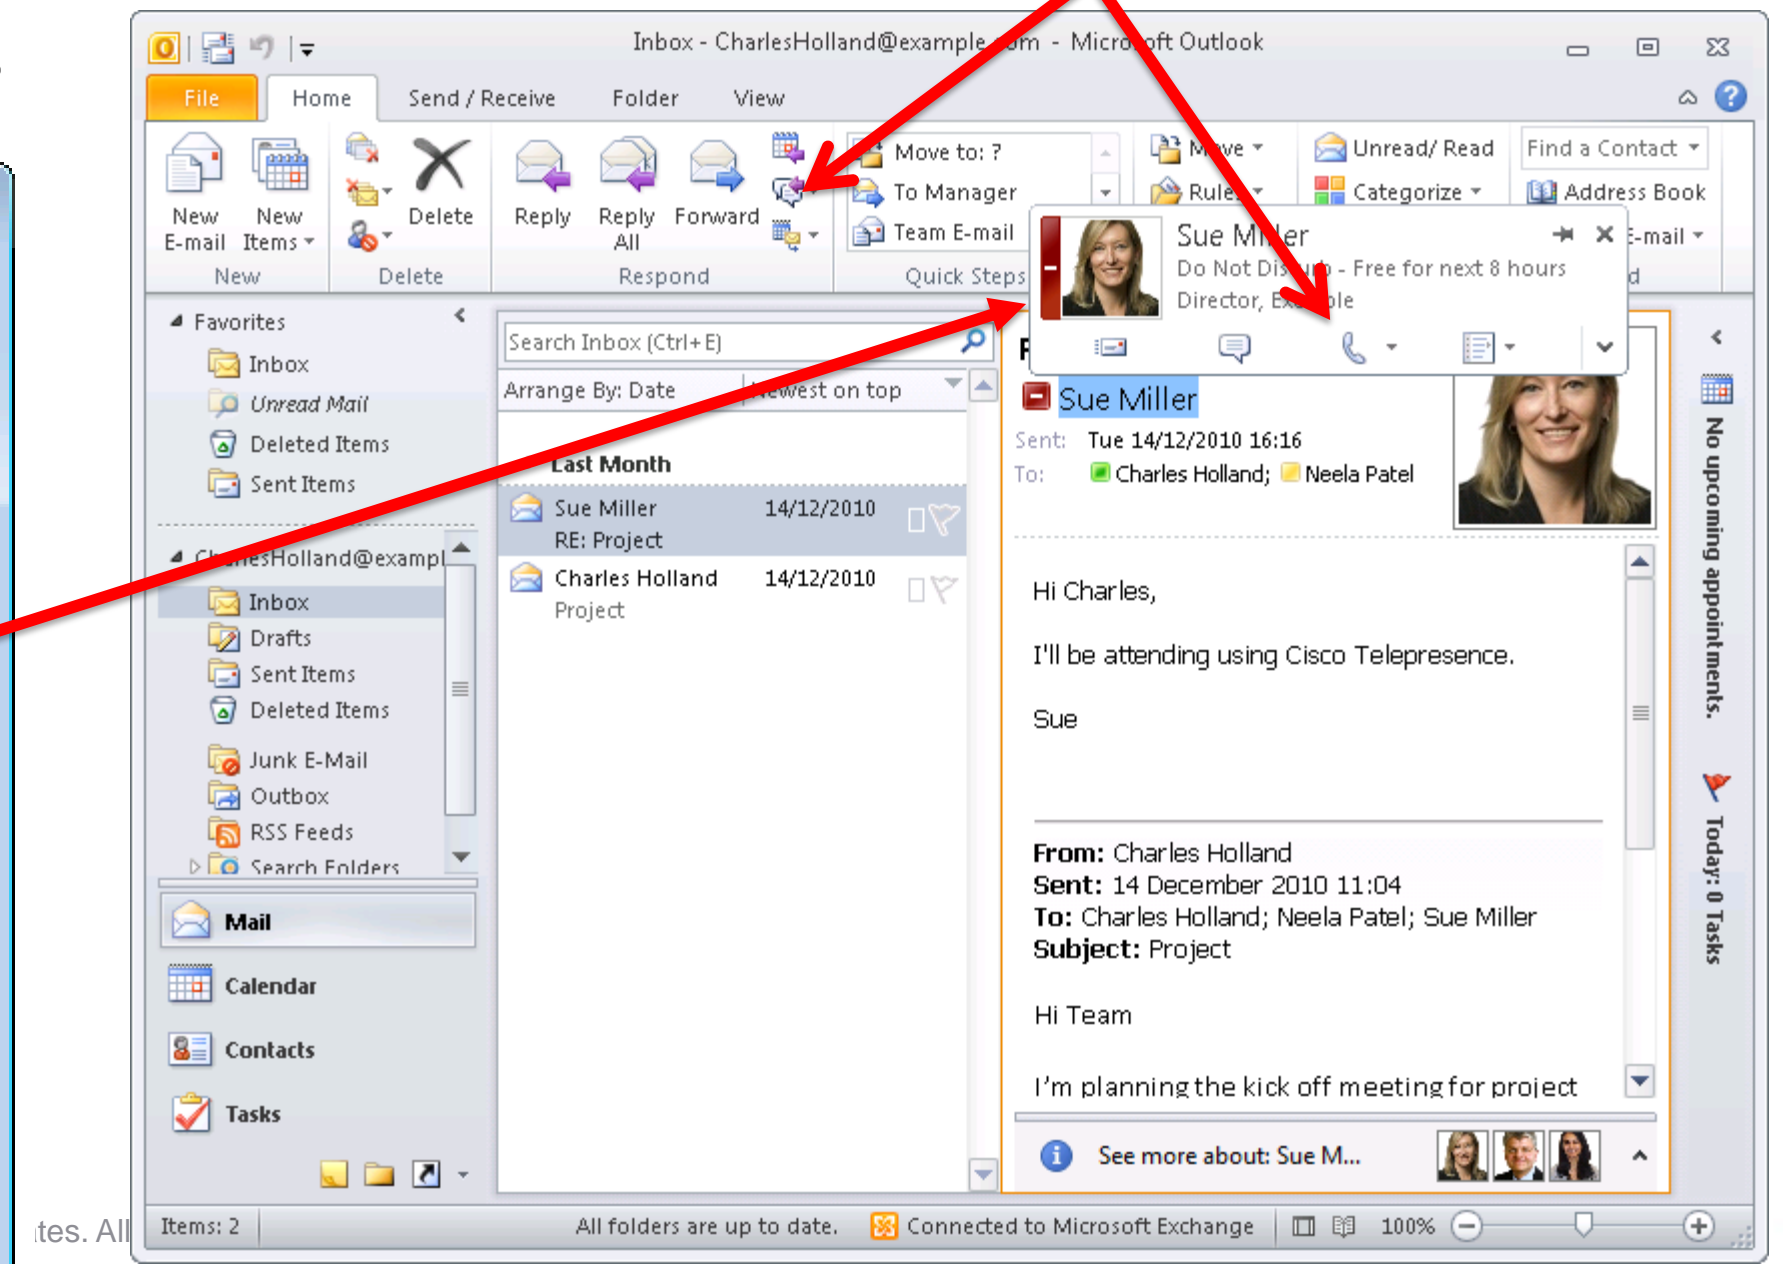 Inbox - CharlesHolland@example.com - Microsoft Outlook
File Home Send / Receive Folder View
New E-mail
New Items
New
Delete
Delete
Reply
Reply All
Forward
Respond
Move to: ?
To Manager
Team E-mail
Quick Steps
Move
Rules
Unread/ Read
Categorize
Find a Contact
Address Book
E-mail
Sue Miller
Do Not Disturb - Free for next 8 hours
Director, Example
Favorites
Inbox
Unread Mail
Deleted Items
Sent Items
CharlesHolland@exampl
Inbox
Drafts
Sent Items
Deleted Items
Junk E-Mail
Outbox
RSS Feeds
Search Folders
Mail
Calendar
Contacts
Tasks
Search Inbox (Ctrl+E)
Arrange By: Date Newest on top
Last Month
Sue Miller 14/12/2010
RE: Project
Charles Holland 14/12/2010
Project
Sue Miller
Sent: Tue 14/12/2010 16:16
To: Charles Holland; Neela Patel
Hi Charles,
I'll be attending using Cisco Telepresence.
Sue
From: Charles Holland
Sent: 14 December 2010 11:04
To: Charles Holland; Neela Patel; Sue Miller
Subject: Project
Hi Team
I'm planning the kick off meeting for project
See more about: Sue M...
No upcoming appointments.
Today: 0 Tasks
Items: 2
All folders are up to date.
Connected to Microsoft Exchange
100%
tes. All